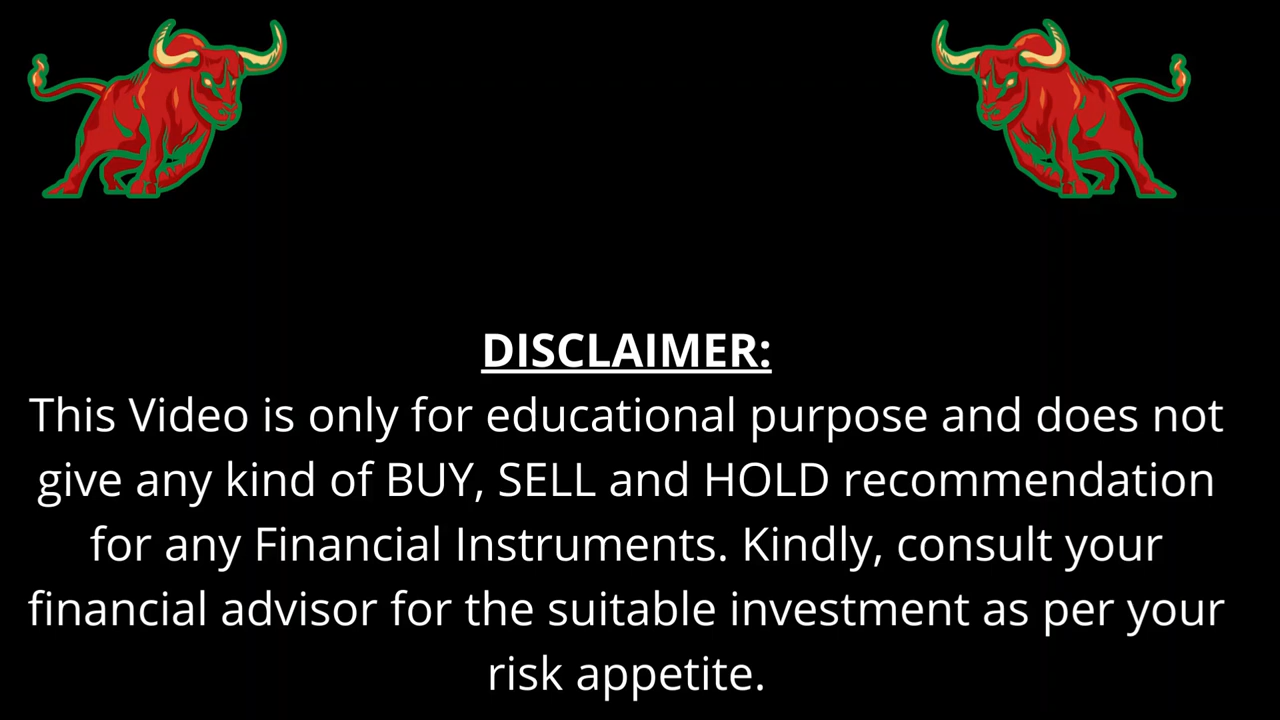 DISCLAIMER:
This Video is only for educational purpose and does not
give any kind of BUY, SELL and HOLD recommendation
for any Financial Instruments. Kindly, consult your
financial advisor for the suitable investment as per your
risk appetite.